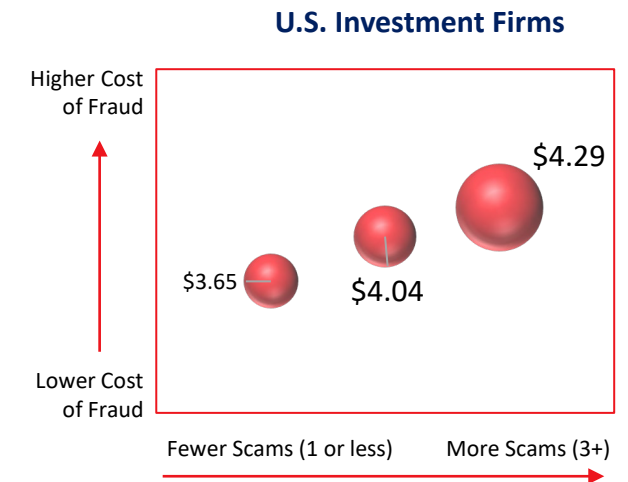 U.S. Investment Firms
Higher Cost
of Fraud
$4.29
$3.65
$4.04
Lower Cost
of Fraud
Fewer Scams (1 or less)
More Scams (3+)